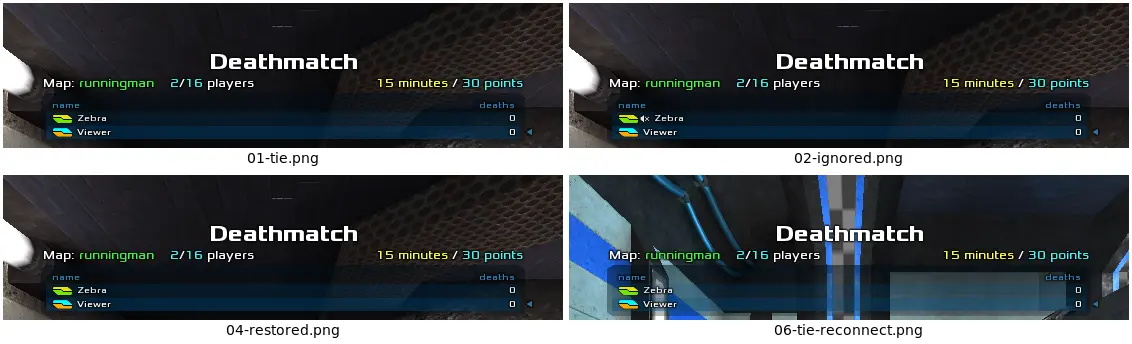 Deathmatch
Map: runningman 2/16 players 15 minutes / 30 points
name deaths
Zebra 0
Viewer 0
01-tie.png
Deathmatch
Map: runningman 2/16 players 15 minutes / 30 points
name deaths
Zebra 0
Viewer 0
02-ignored.png
Deathmatch
Map: runningman 2/16 players 15 minutes / 30 points
name deaths
Zebra 0
Viewer 0
04-restored.png
Deathmatch
Map: runningman 2/16 players 15 minutes / 30 points
name deaths
Zebra 0
Viewer 0
06-tie-reconnect.png